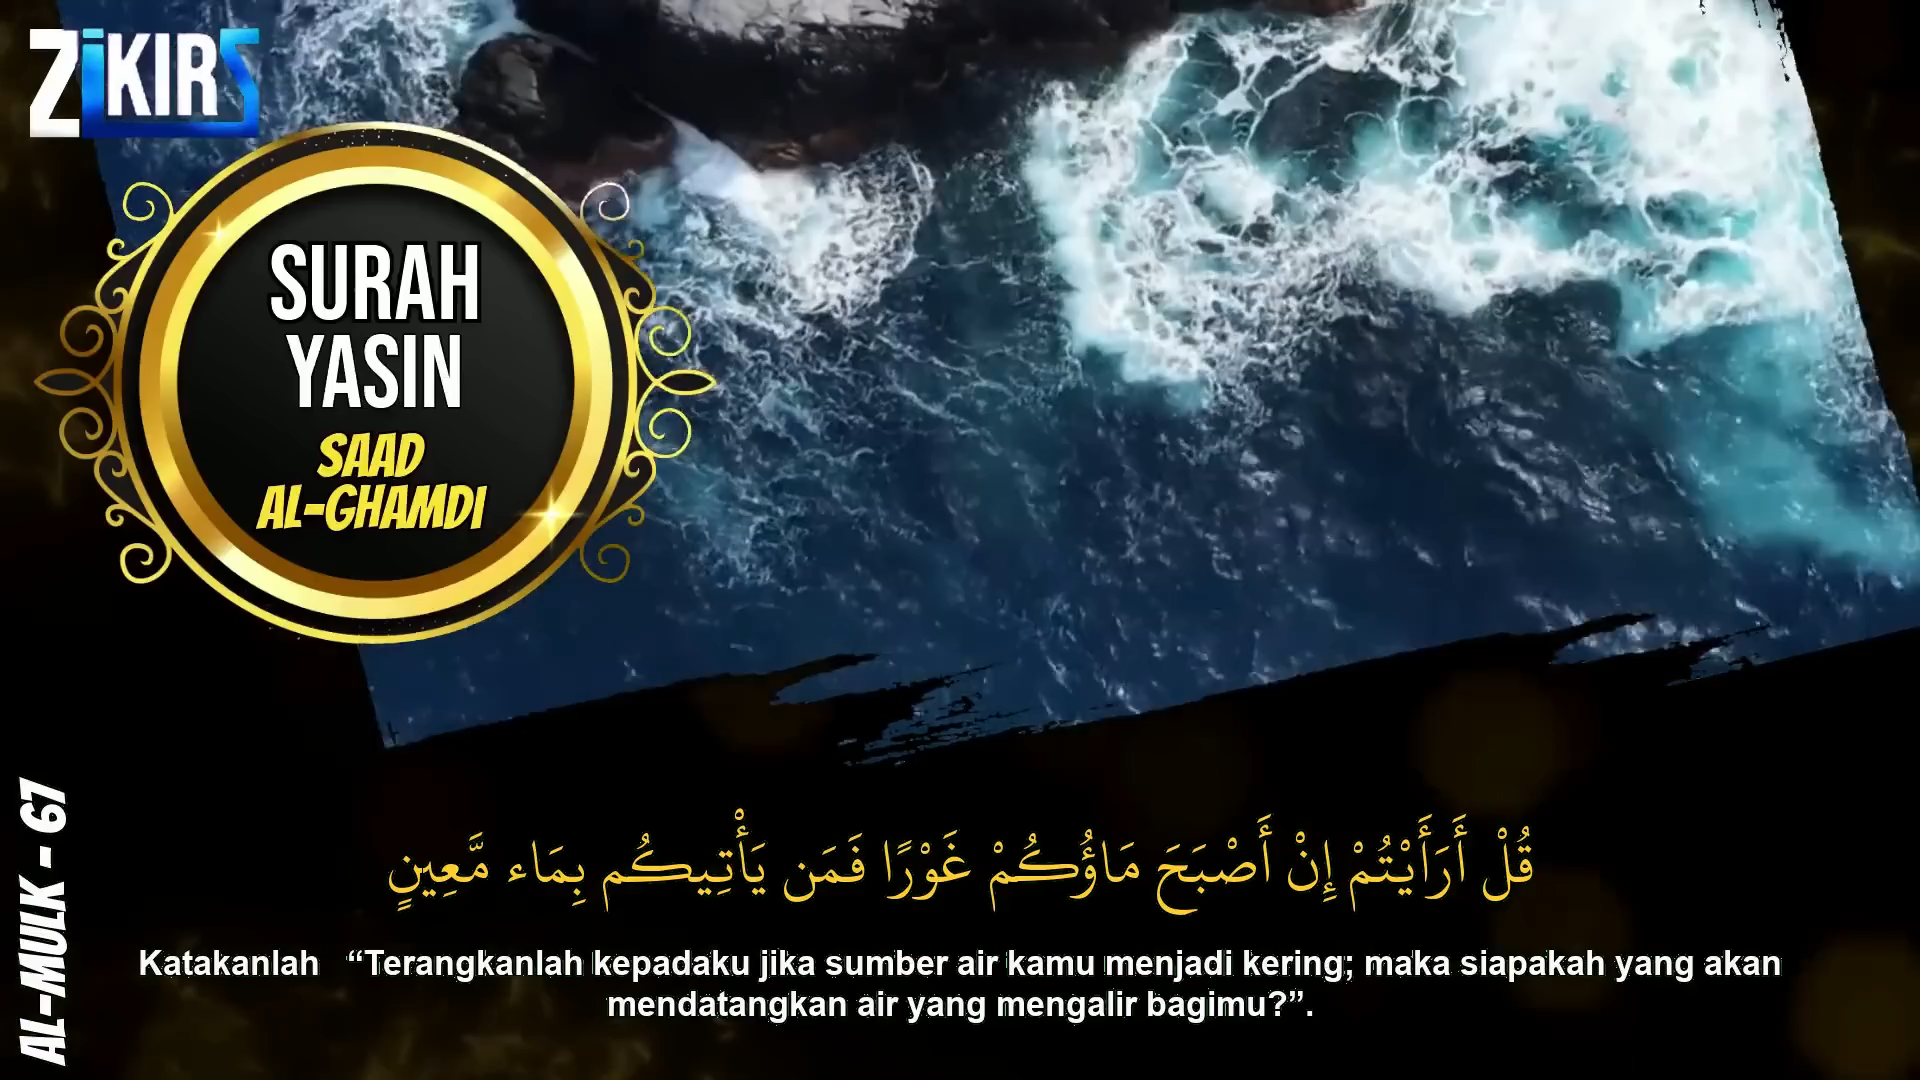 ZiKIRS
SURAH
YASIN
SAAD
AL-GHAMDI
AL-MULK - 67
قُلْ أَرَأَيْتُمْ إِنْ أَصْبَحَ مَاؤُكُمْ غَوْرًا فَمَن يَأْتِيكُم بِمَاء مَّعِينٍ
Katakanlah “Terangkanlah kepadaku jika sumber air kamu menjadi kering; maka siapakah yang akan
mendatangkan air yang mengalir bagimu?”.